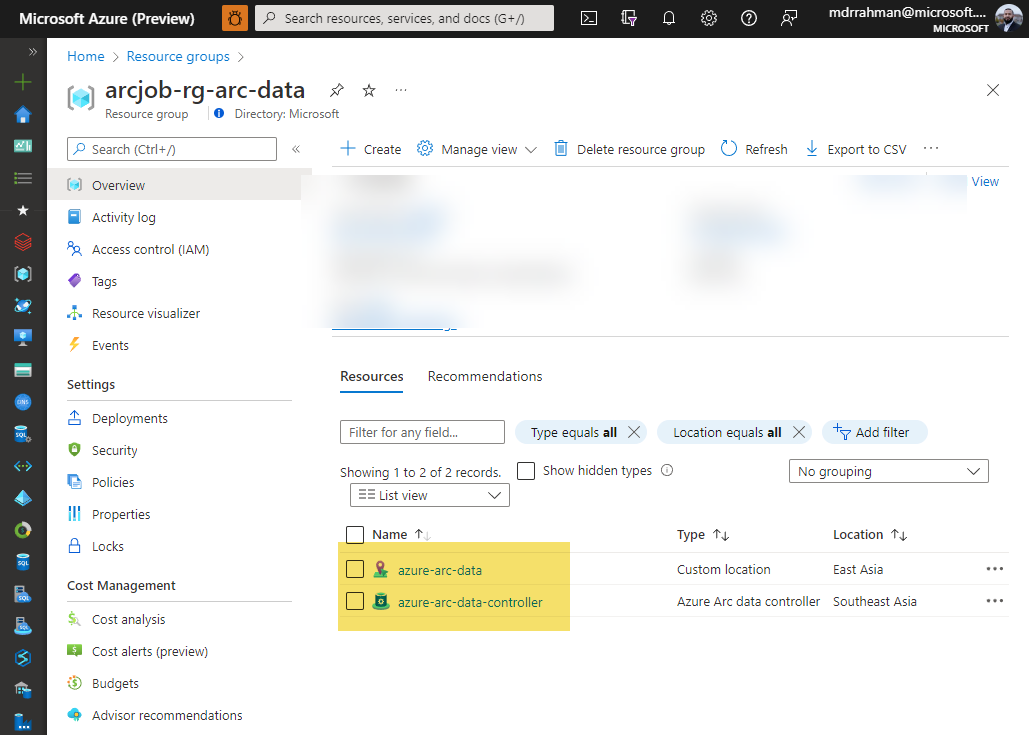 Microsoft Azure (Preview)
Search resources, services, and docs (G+/)
mdrrahman@microsoft....
MICROSOFT
Home > Resource groups >
arcjob-rg-arc-data
Resource group
Directory: Microsoft
Search (Ctrl+/)
Overview
Activity log
Access control (IAM)
Tags
Resource visualizer
Events
Settings
Deployments
Security
Policies
Properties
Locks
Cost Management
Cost analysis
Cost alerts (preview)
Budgets
Advisor recommendations
Create
Manage view
Delete resource group
Refresh
Export to CSV
View
Resources
Recommendations
Filter for any field...
Type equals all
Location equals all
Add filter
Showing 1 to 2 of 2 records.
Show hidden types
No grouping
List view
Name Type Location
azure-arc-data Custom location East Asia
azure-arc-data-controller Azure Arc data controller Southeast Asia